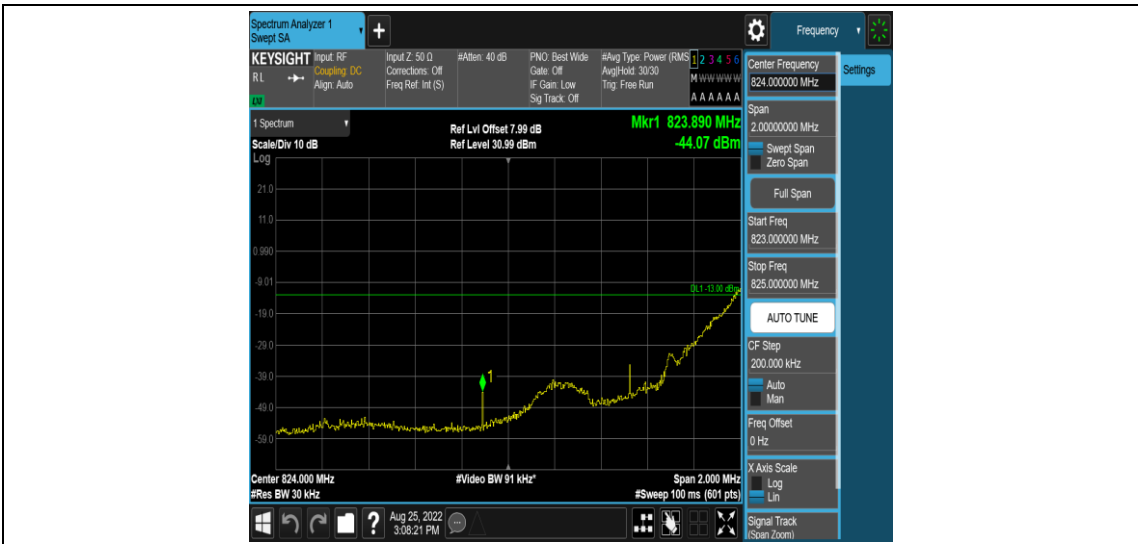 Spectrum Analyzer 1
Swept SA
+
Frequency
KEYSIGHT
RL
LXI
Input: RF
Coupling: DC
Align: Auto
Input Z: 50 Ω
Corrections: Off
Freq Ref: Int (S)
#Atten: 40 dB
PNO: Best Wide
Gate: Off
IF Gain: Low
Sig Track: Off
#Avg Type: Power (RMS
Avg|Hold: 30/30
Trig: Free Run
1 2 3 4 5 6
M W W W W W
A A A A A A
1 Spectrum
Scale/Div 10 dB
Log
Ref Lvl Offset 7.99 dB
Ref Level 30.99 dBm
Mkr1 823.890 MHz
-44.07 dBm
21.0
11.0
0.990
-9.01
DL1 -13.00 dBm
-19.0
-29.0
-39.0
1
-49.0
-59.0
Center 824.000 MHz
#Res BW 30 kHz
#Video BW 91 kHz*
Span 2.000 MHz
#Sweep 100 ms (601 pts)
?
Aug 25, 2022
3:08:21 PM
Center Frequency
824.000000 MHz
Settings
Span
2.00000000 MHz
Swept Span
Zero Span
Full Span
Start Freq
823.000000 MHz
Stop Freq
825.000000 MHz
AUTO TUNE
CF Step
200.000 kHz
Auto
Man
Freq Offset
0 Hz
X Axis Scale
Log
Lin
Signal Track
(Span Zoom)